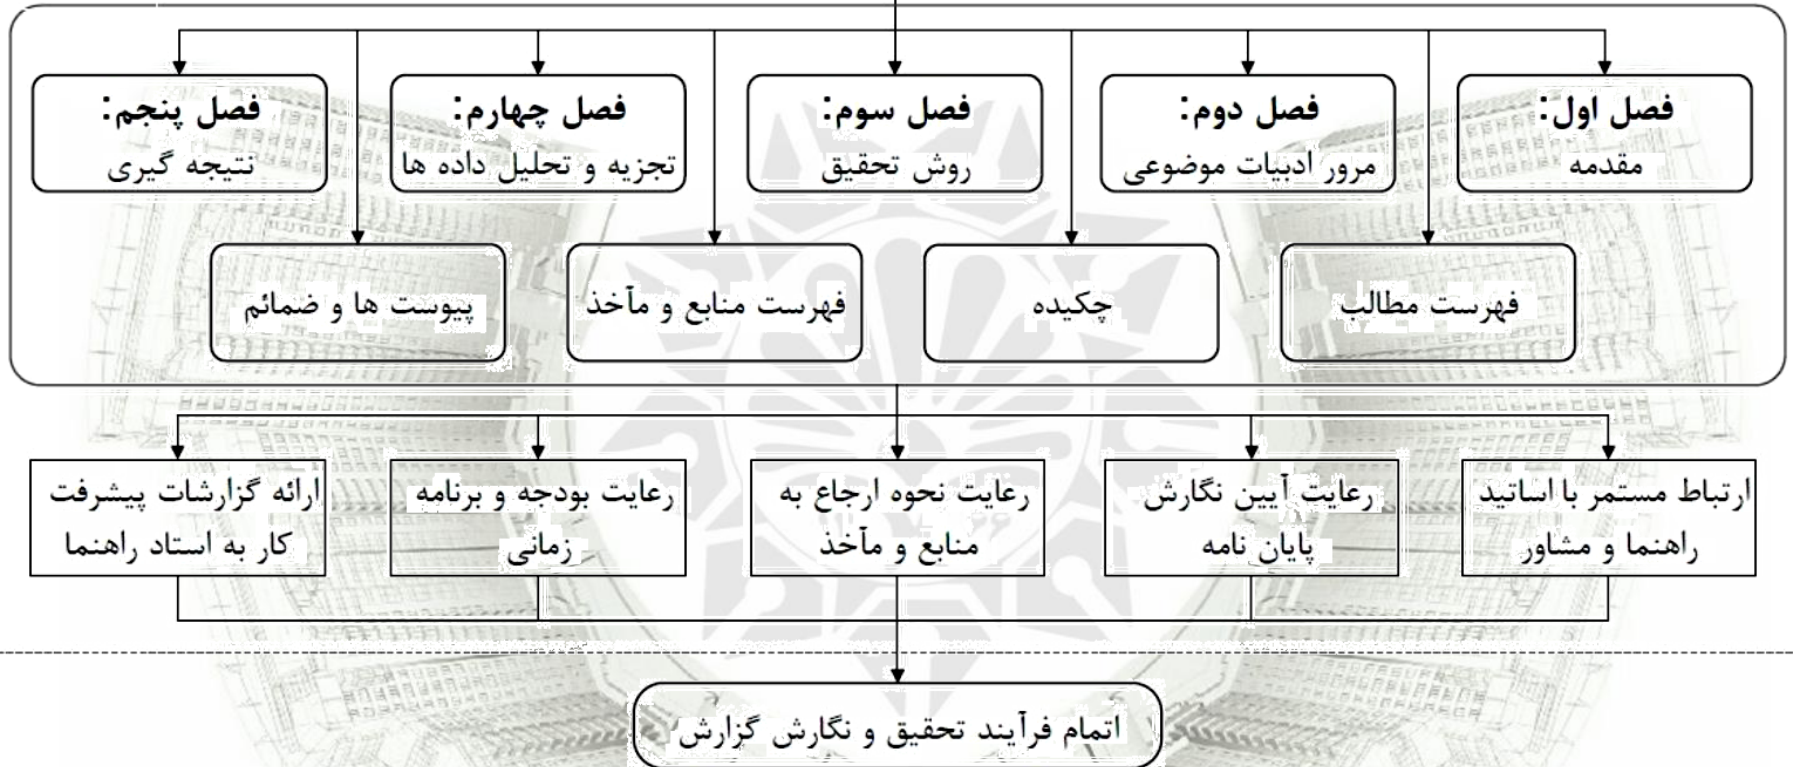 فصل اول:
مقدمه
فصل دوم:
مرور ادبیات موضوعی
فصل سوم:
روش تحقیق
فصل چهارم:
تجزیه و تحلیل داده ها
فصل پنجم:
نتیجه گیری
فهرست مطالب
چکیده
فهرست منابع و مآخذ
پیوست ها و ضمائم
ارتباط مستمر با اساتید
راهنما و مشاور
رعایت آیین نگارش
پایان نامه
رعایت نحوه ارجاع به
منابع و مآخذ
رعایت بودجه و برنامه
زمانی
ارائه گزارشات پیشرفت
کار به استاد راهنما
اتمام فرآیند تحقیق و نگارش گزارش